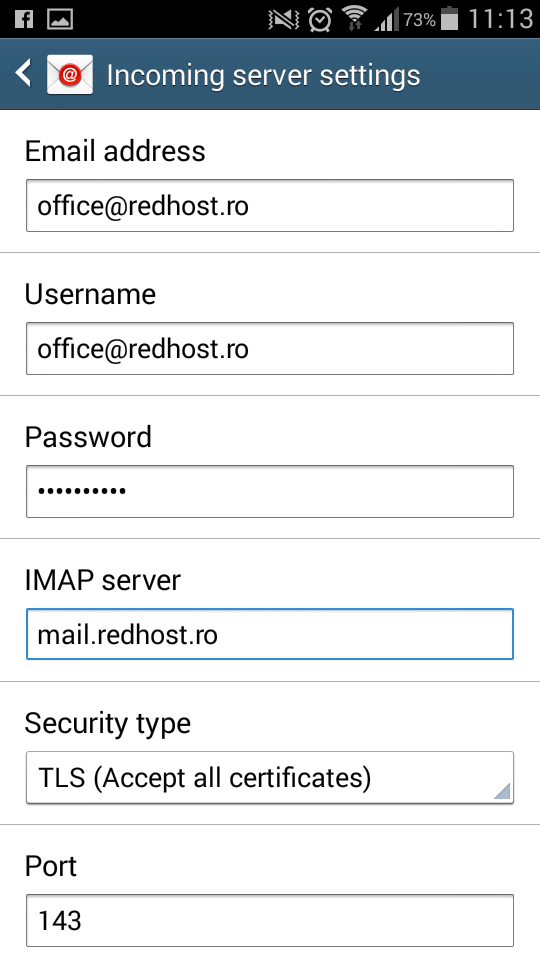 73% 11:13
Incoming server settings
Email address
office@redhost.ro
Username
office@redhost.ro
Password
••••••••••
IMAP server
mail.redhost.ro
Security type
TLS (Accept all certificates)
Port
143